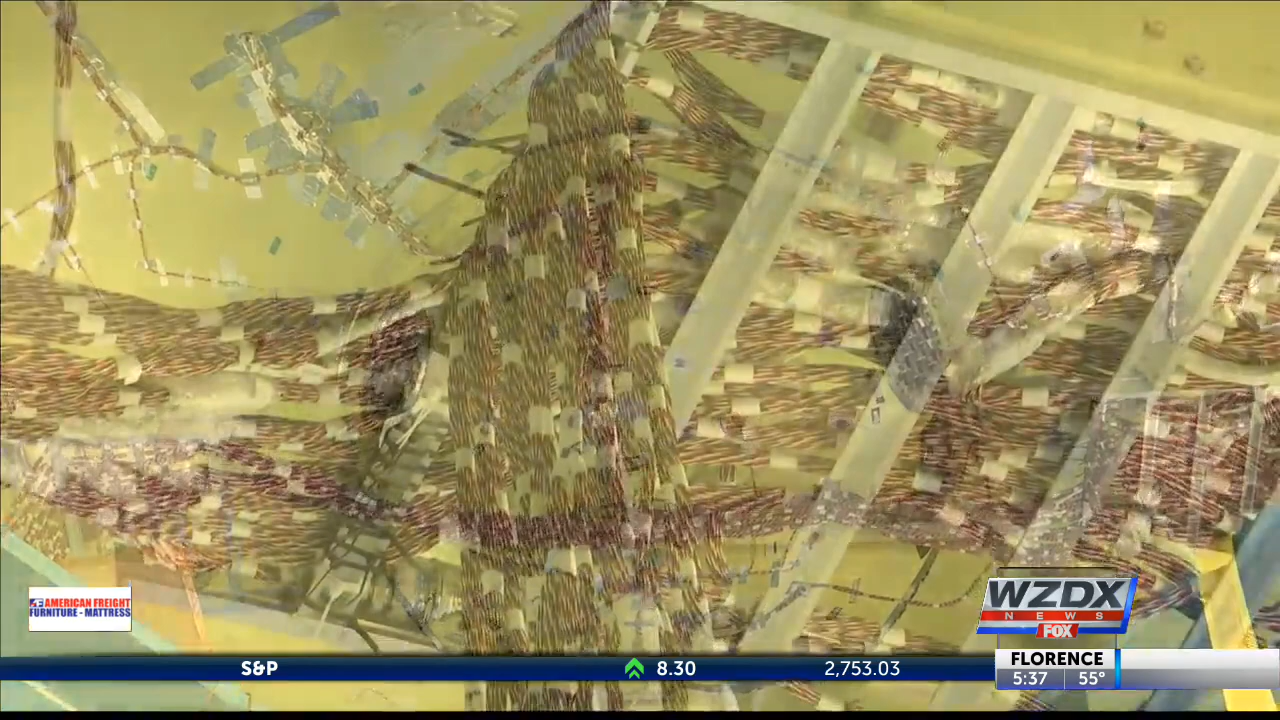 AMERICAN FREIGHT
FURNITURE - MATTRESS
WZDX
NEWS
FOX
S&P 8.30 2,753.03
FLORENCE
5:37 55°